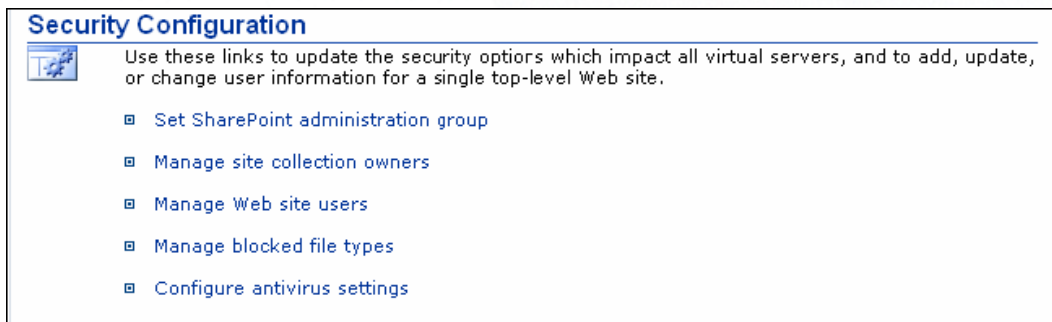 Security Configuration
Use these links to update the security options which impact all virtual servers, and to add, update,
or change user information for a single top-level Web site.
Set SharePoint administration group
Manage site collection owners
Manage Web site users
Manage blocked file types
Configure antivirus settings